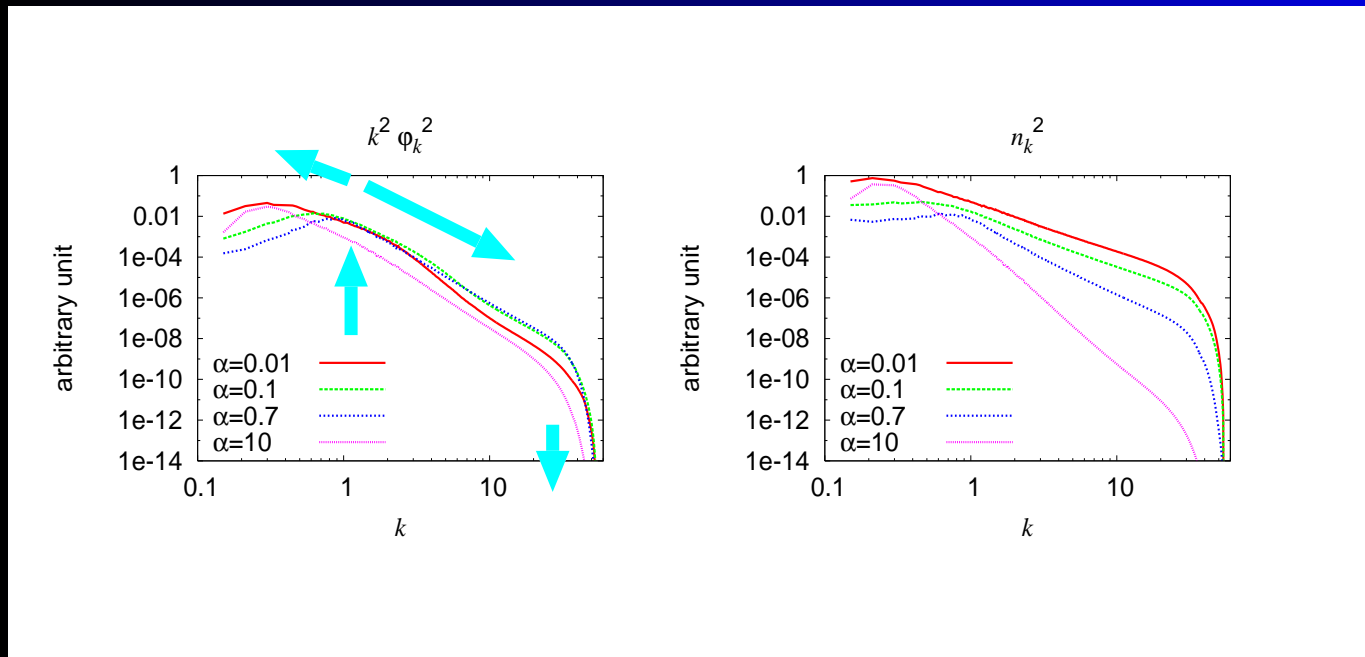 k² φₖ²
arbitrary unit
1
0.01
1e-04
1e-06
1e-08
1e-10
1e-12
1e-14
α=0.01
α=0.1
α=0.7
α=10
0.1 1 10
k
nₖ²
arbitrary unit
1
0.01
1e-04
1e-06
1e-08
1e-10
1e-12
1e-14
α=0.01
α=0.1
α=0.7
α=10
0.1 1 10
k